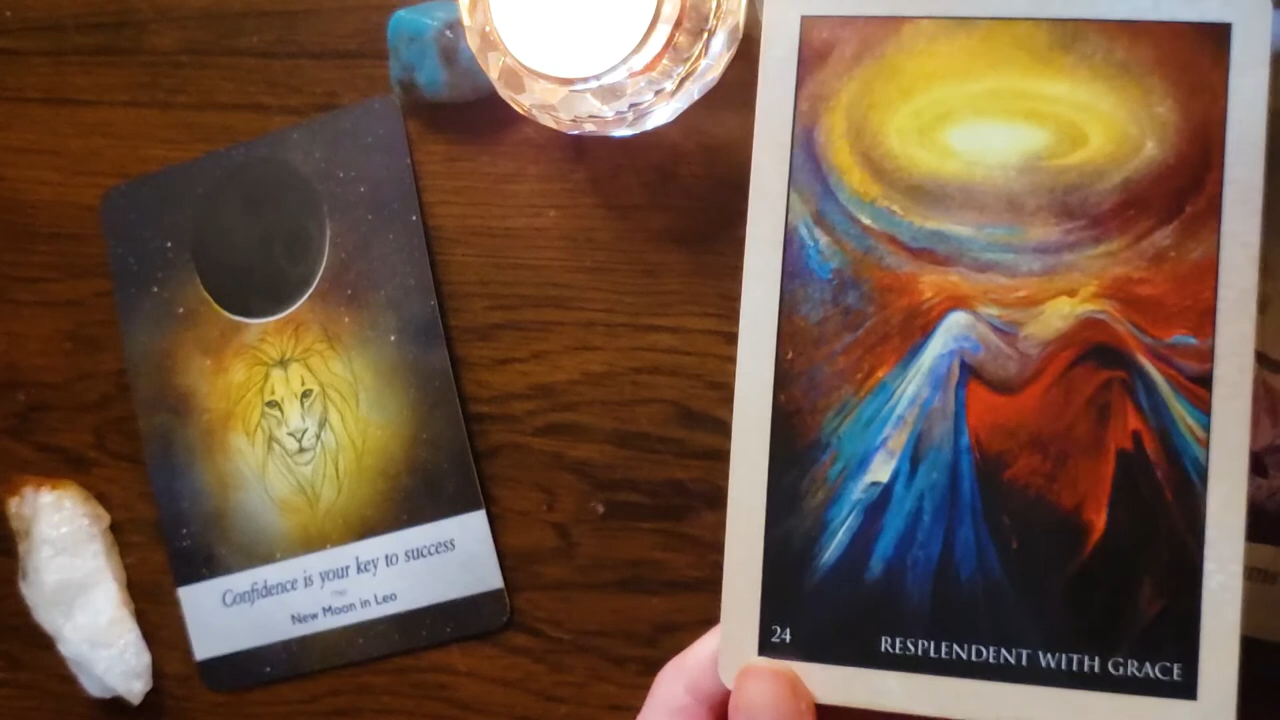 Confidence is your key to success
New Moon in Leo
24
RESPLENDENT WITH GRACE